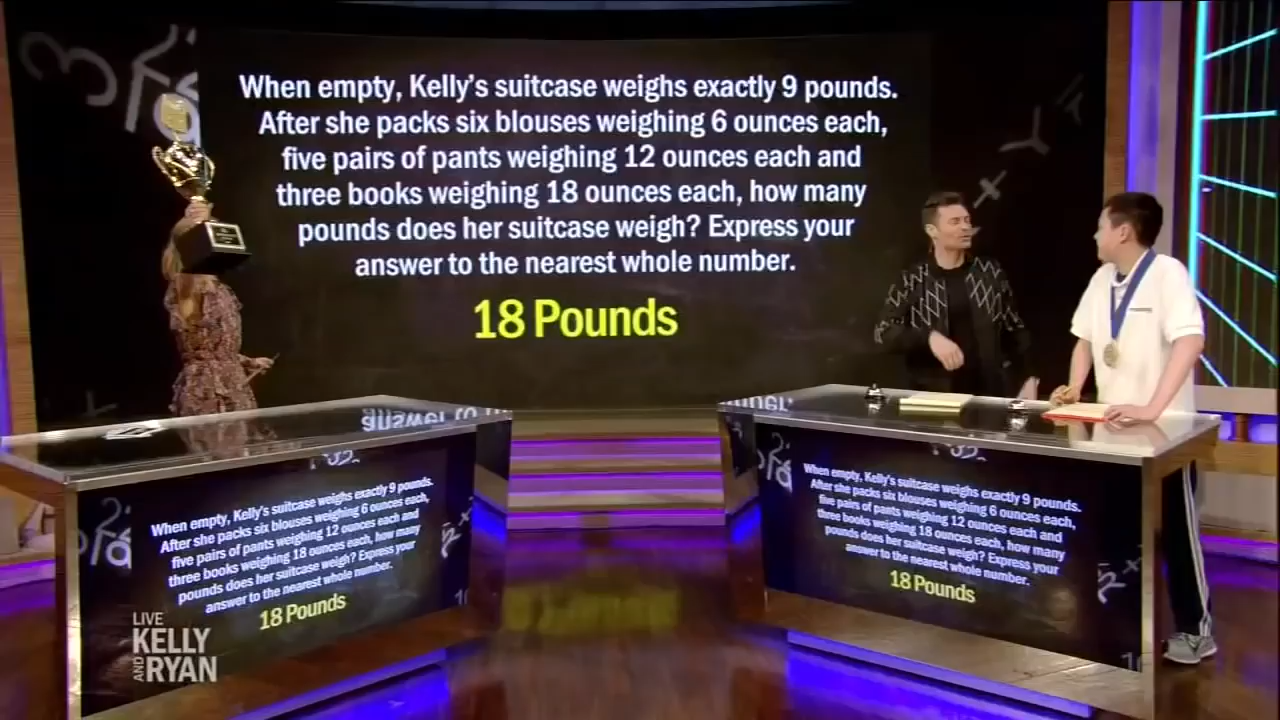 When empty, Kelly's suitcase weighs exactly 9 pounds.
After she packs six blouses weighing 6 ounces each,
five pairs of pants weighing 12 ounces each and
three books weighing 18 ounces each, how many
pounds does her suitcase weigh? Express your
answer to the nearest whole number.
18 Pounds
answer to
When empty, Kelly's suitcase weighs exactly 9 pounds.
After she packs six blouses weighing 6 ounces each,
five pairs of pants weighing 12 ounces each and
three books weighing 18 ounces each, how many
pounds does her suitcase weigh? Express your
answer to the nearest whole number.
18 Pounds
When empty, Kelly's suitcase weighs exactly 9 pounds.
After she packs six blouses weighing 6 ounces each,
five pairs of pants weighing 12 ounces each and
three books weighing 18 ounces each, how many
pounds does her suitcase weigh? Express your
answer to the nearest whole number.
18 Pounds
LIVE
KELLY
AND RYAN